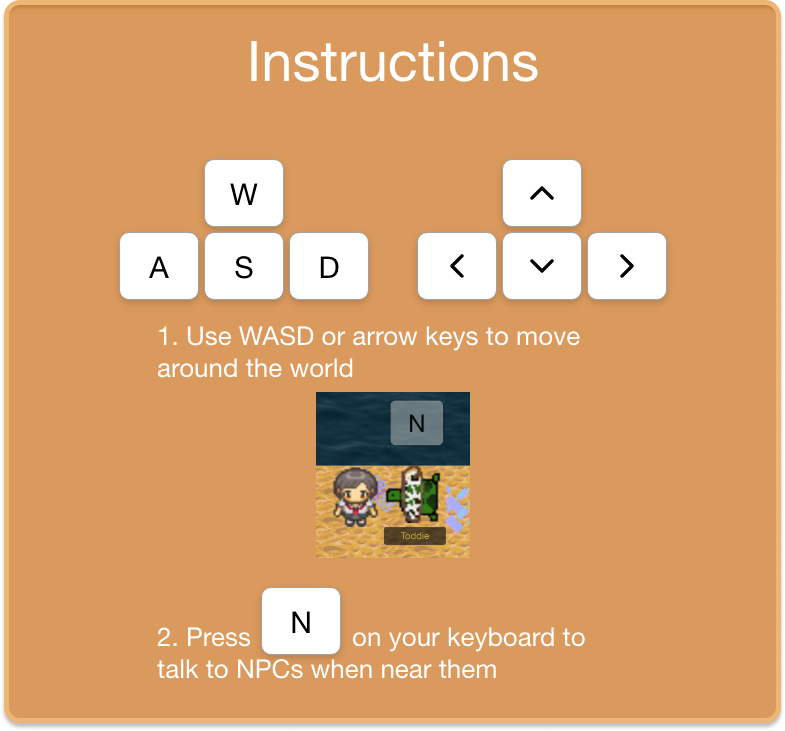 Instructions
W
A S D
1. Use WASD or arrow keys to move
around the world
N
Toddie
2. Press N on your keyboard to
talk to NPCs when near them